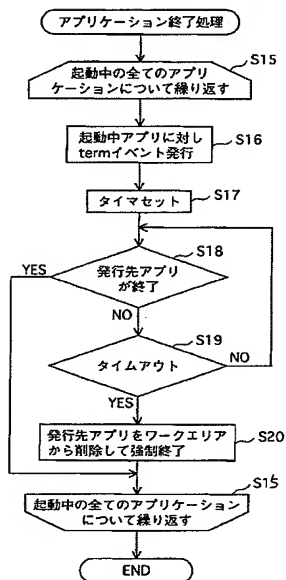 アプリケーション終了処理
S15
起動中の全てのアプリ
ケーションについて繰り返す
S16
起動中アプリに対し
termイベント発行
S17
タイマセット
S18
発行先アプリ
が終了
YES
NO
S19
タイムアウト
NO
YES
S20
発行先アプリをワークエリア
から削除して強制終了
S15
起動中の全てのアプリケーション
について繰り返す
END